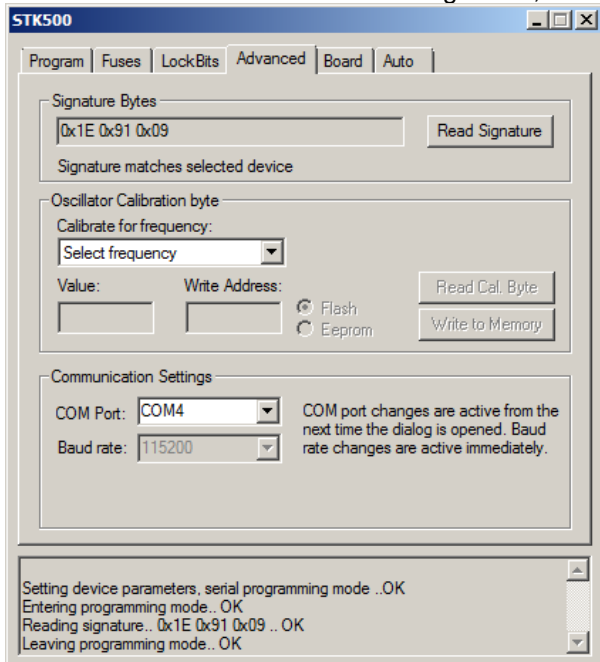 STK500
Program Fuses LockBits Advanced Board Auto
Signature Bytes
0x1E 0x91 0x09
Read Signature
Signature matches selected device
Oscillator Calibration byte
Calibrate for frequency:
Select frequency
Value: Write Address:
Flash
Eeprom
Read Cal. Byte
Write to Memory
Communication Settings
COM Port: COM4
Baud rate: 115200
COM port changes are active from the
next time the dialog is opened. Baud
rate changes are active immediately.
Setting device parameters, serial programming mode ..OK
Entering programming mode.. OK
Reading signature.. 0x1E 0x91 0x09 .. OK
Leaving programming mode.. OK